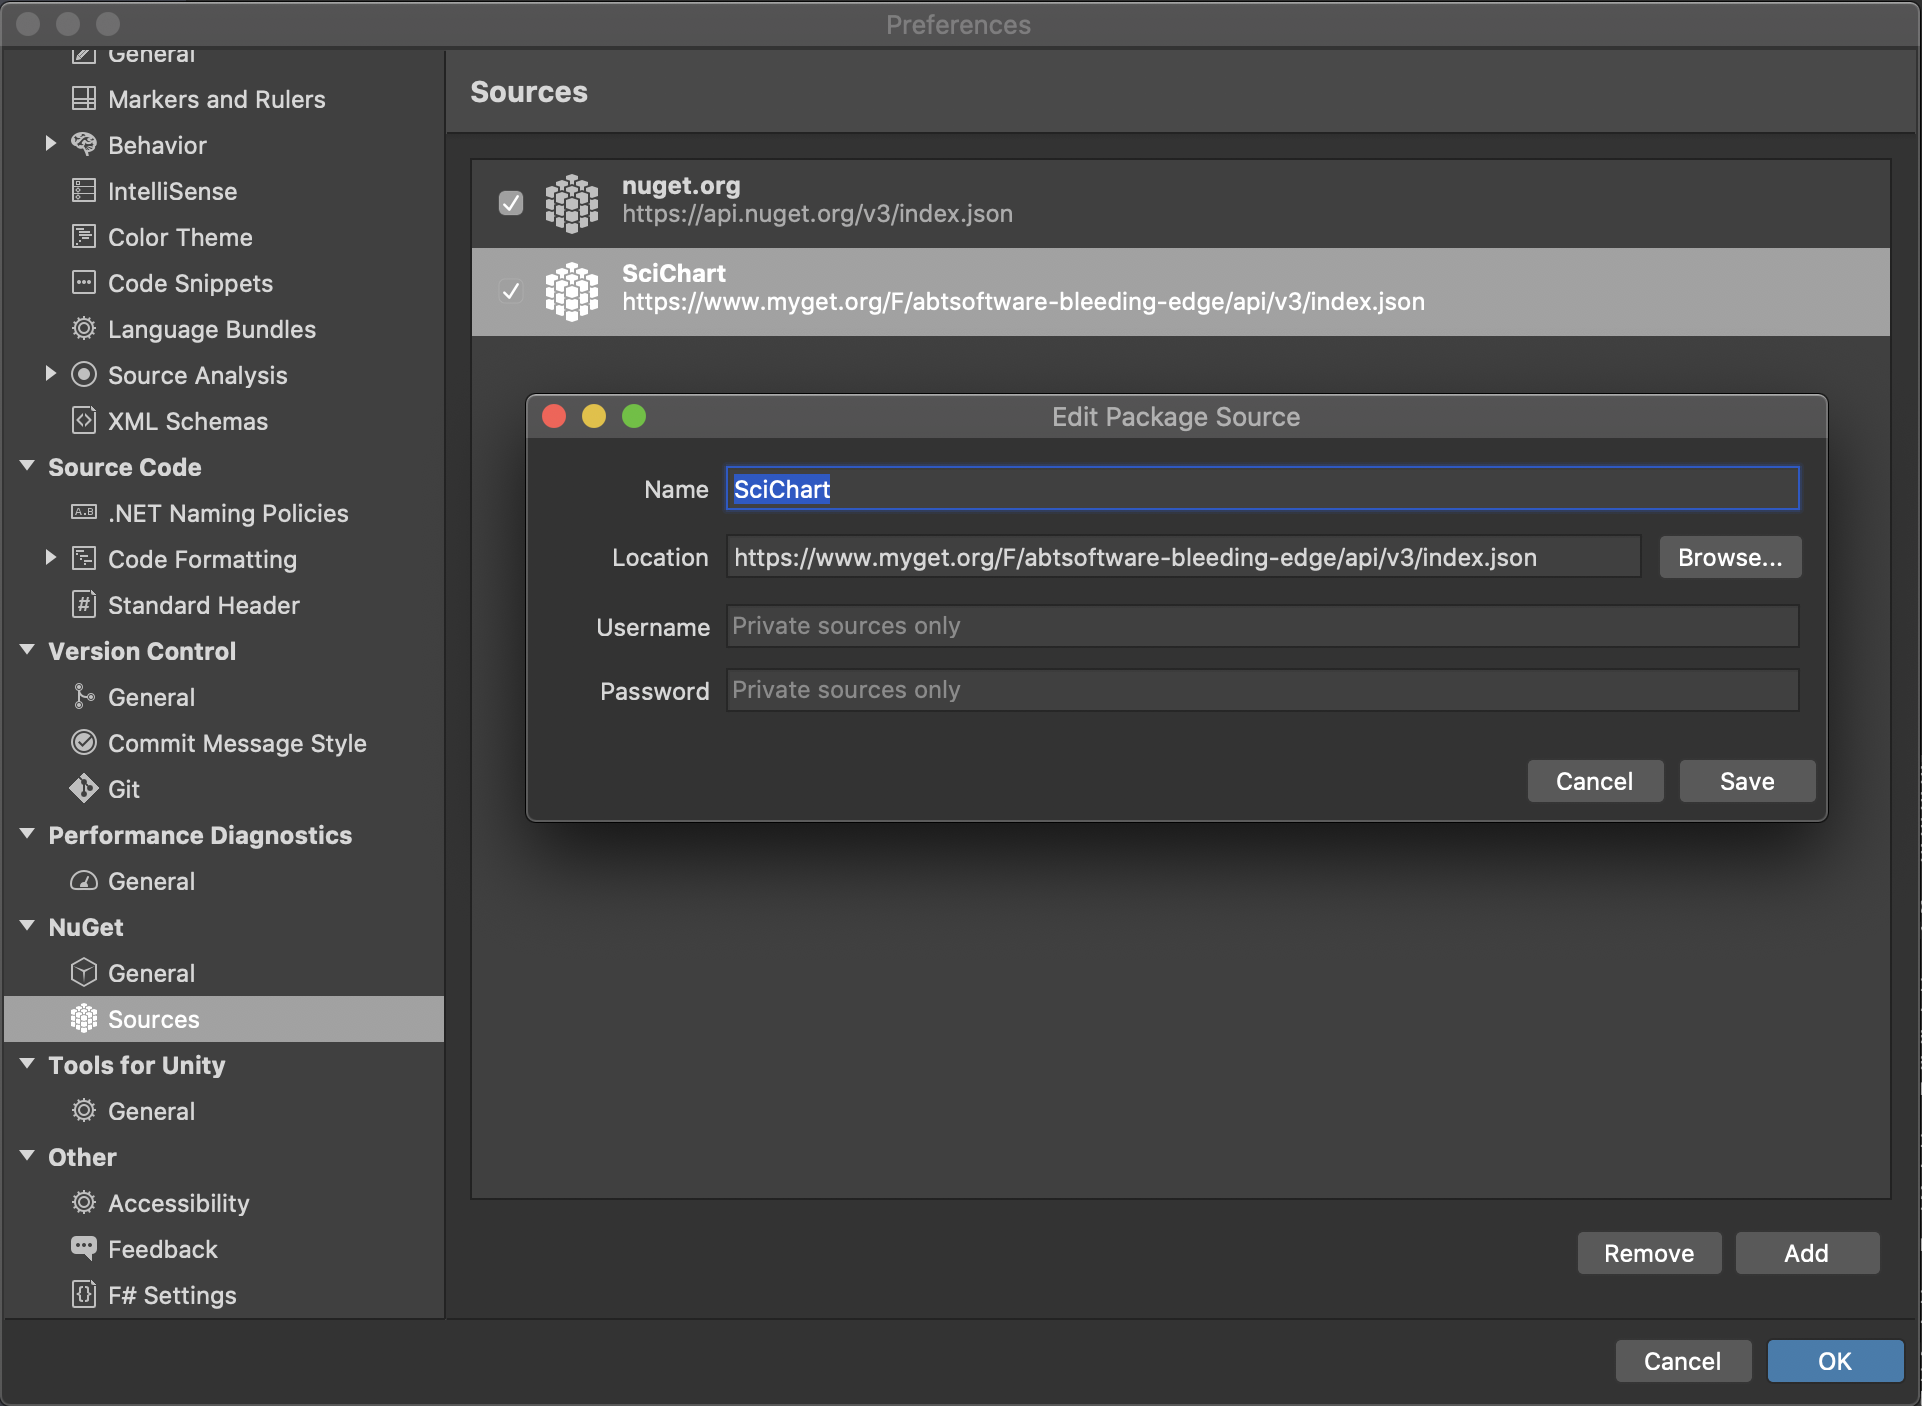 Preferences
General
Markers and Rulers
Behavior
IntelliSense
Color Theme
Code Snippets
Language Bundles
Source Analysis
XML Schemas
Source Code
A.B .NET Naming Policies
Code Formatting
# Standard Header
Version Control
General
Commit Message Style
Git
Performance Diagnostics
General
NuGet
General
Sources
Tools for Unity
General
Other
Accessibility
Feedback
F# Settings
Sources
nuget.org
https://api.nuget.org/v3/index.json
SciChart
https://www.myget.org/F/abtsoftware-bleeding-edge/api/v3/index.json
Edit Package Source
Name SciChart
Location https://www.myget.org/F/abtsoftware-bleeding-edge/api/v3/index.json Browse...
Username Private sources only
Password Private sources only
Cancel Save
Remove Add
Cancel OK